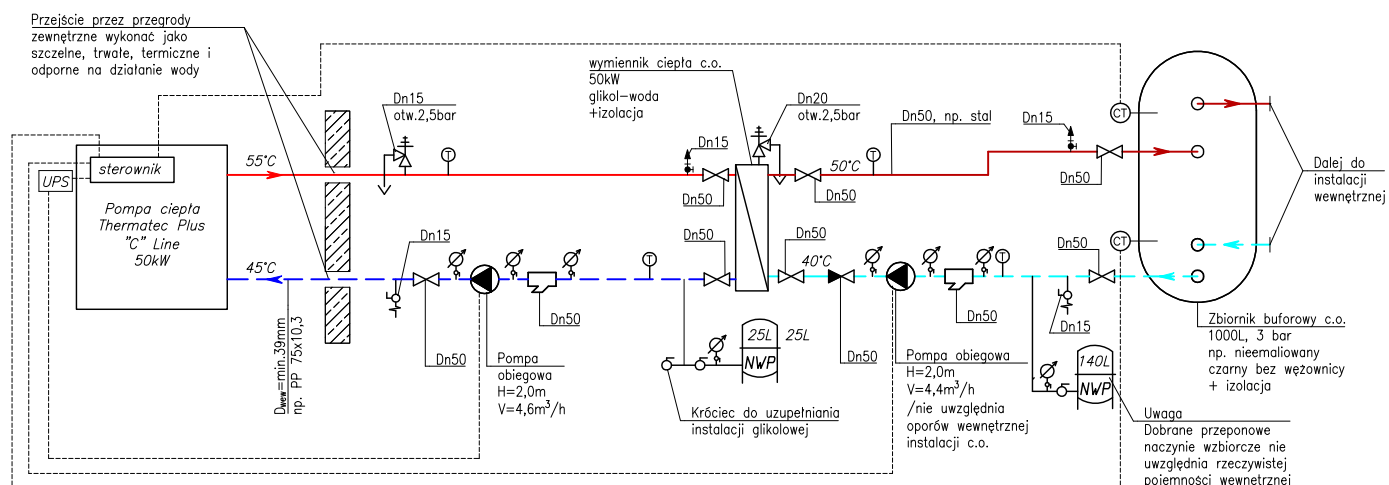 Przejście przez przegrody
zewnętrzne wykonać jako
szczelne, trwałe, termiczne i
odporne na działanie wody
sterownik
UPS
Pompa ciepła
Thermatec Plus
"C" Line
50kW
55°C
45°C
Dwew=min.39mm
np. PP 75x10,3
Dn15
otw.2,5bar
T
Dn15
Dn50
Pompa
obiegowa
H=2,0m
V=4,6m³/h
Dn50
T
wymiennik ciepła c.o.
50kW
glikol-woda
+izolacja
Dn15
Dn50
Dn50
Dn20
otw.2,5bar
Dn50
50°C
T
Dn50, np. stal
Dn50
40°C
Dn50
25L
NWP
25L
Króciec do uzupełniania
instalacji glikolowej
Pompa obiegowa
H=2,0m
V=4,4m³/h
/nie uwzględnia
oporów wewnętrznej
instalacji c.o.
Dn50
T
Dn15
Dn50
CT
CT
Dn50
Dn15
140L
NWP
Dalej do
instalacji
wewnętrznej
Zbiornik buforowy c.o.
1000L, 3 bar
np. nieemaliowany
czarny bez wężownicy
+ izolacja
Uwaga
Dobrane przeponowe
naczynie wzbiorcze nie
uwzględnia rzeczywistej
pojemności wewnętrznej